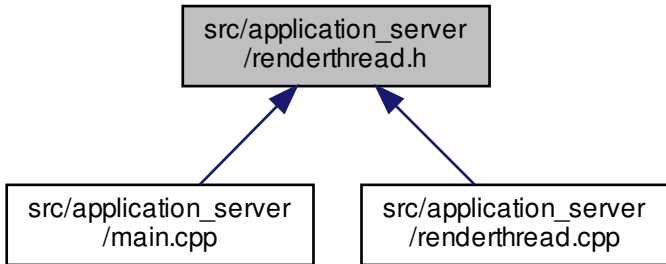 src/application_server
/renderthread.h
src/application_server
/main.cpp
src/application_server
/renderthread.cpp